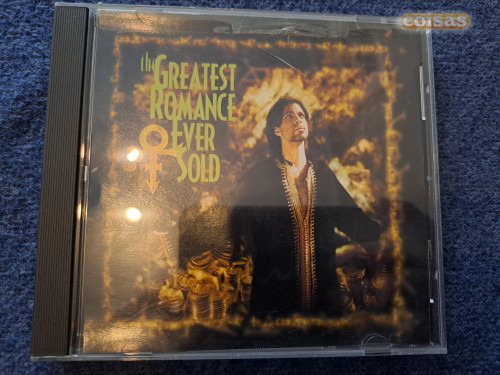 coisas
the
GREATEST
ROMANCE
EVER
SOLD